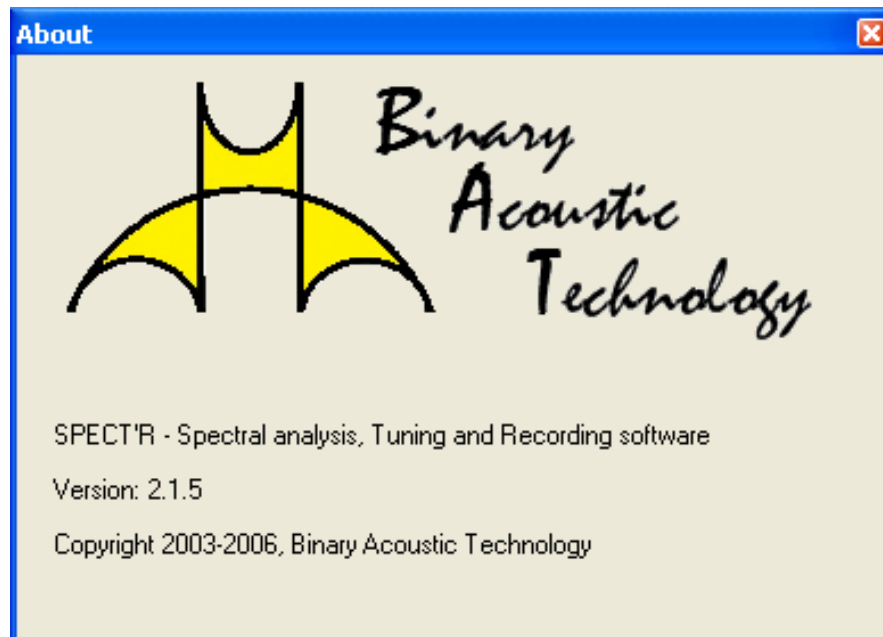 About
Binary
Acoustic
Technology
SPECT'R - Spectral analysis, Tuning and Recording software
Version: 2.1.5
Copyright 2003-2006, Binary Acoustic Technology